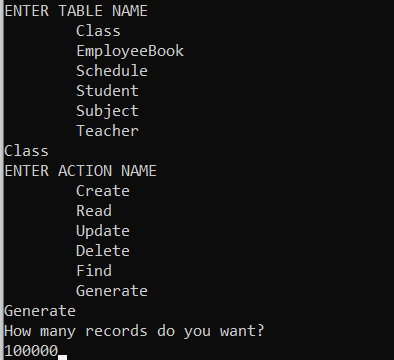 ENTER TABLE NAME
Class
EmployeeBook
Schedule
Student
Subject
Teacher
Class
ENTER ACTION NAME
Create
Read
Update
Delete
Find
Generate
Generate
How many records do you want?
100000